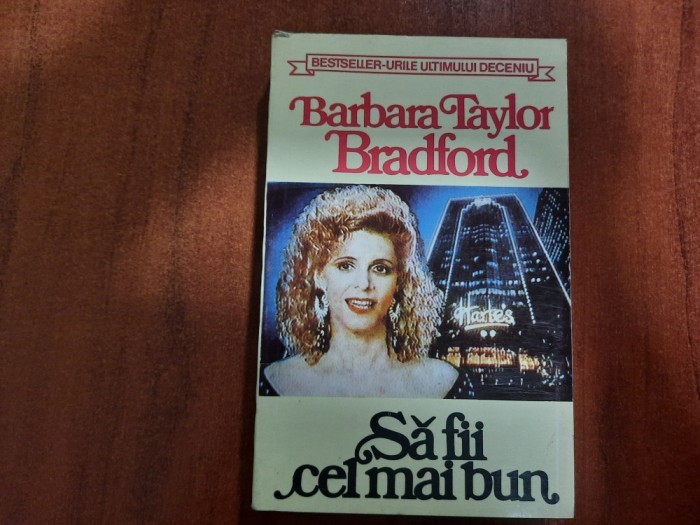 BESTSELLER-URILE ULTIMULUI DECENIU
Barbara Taylor
Bradford
Harte's
Să fii
cel mai bun